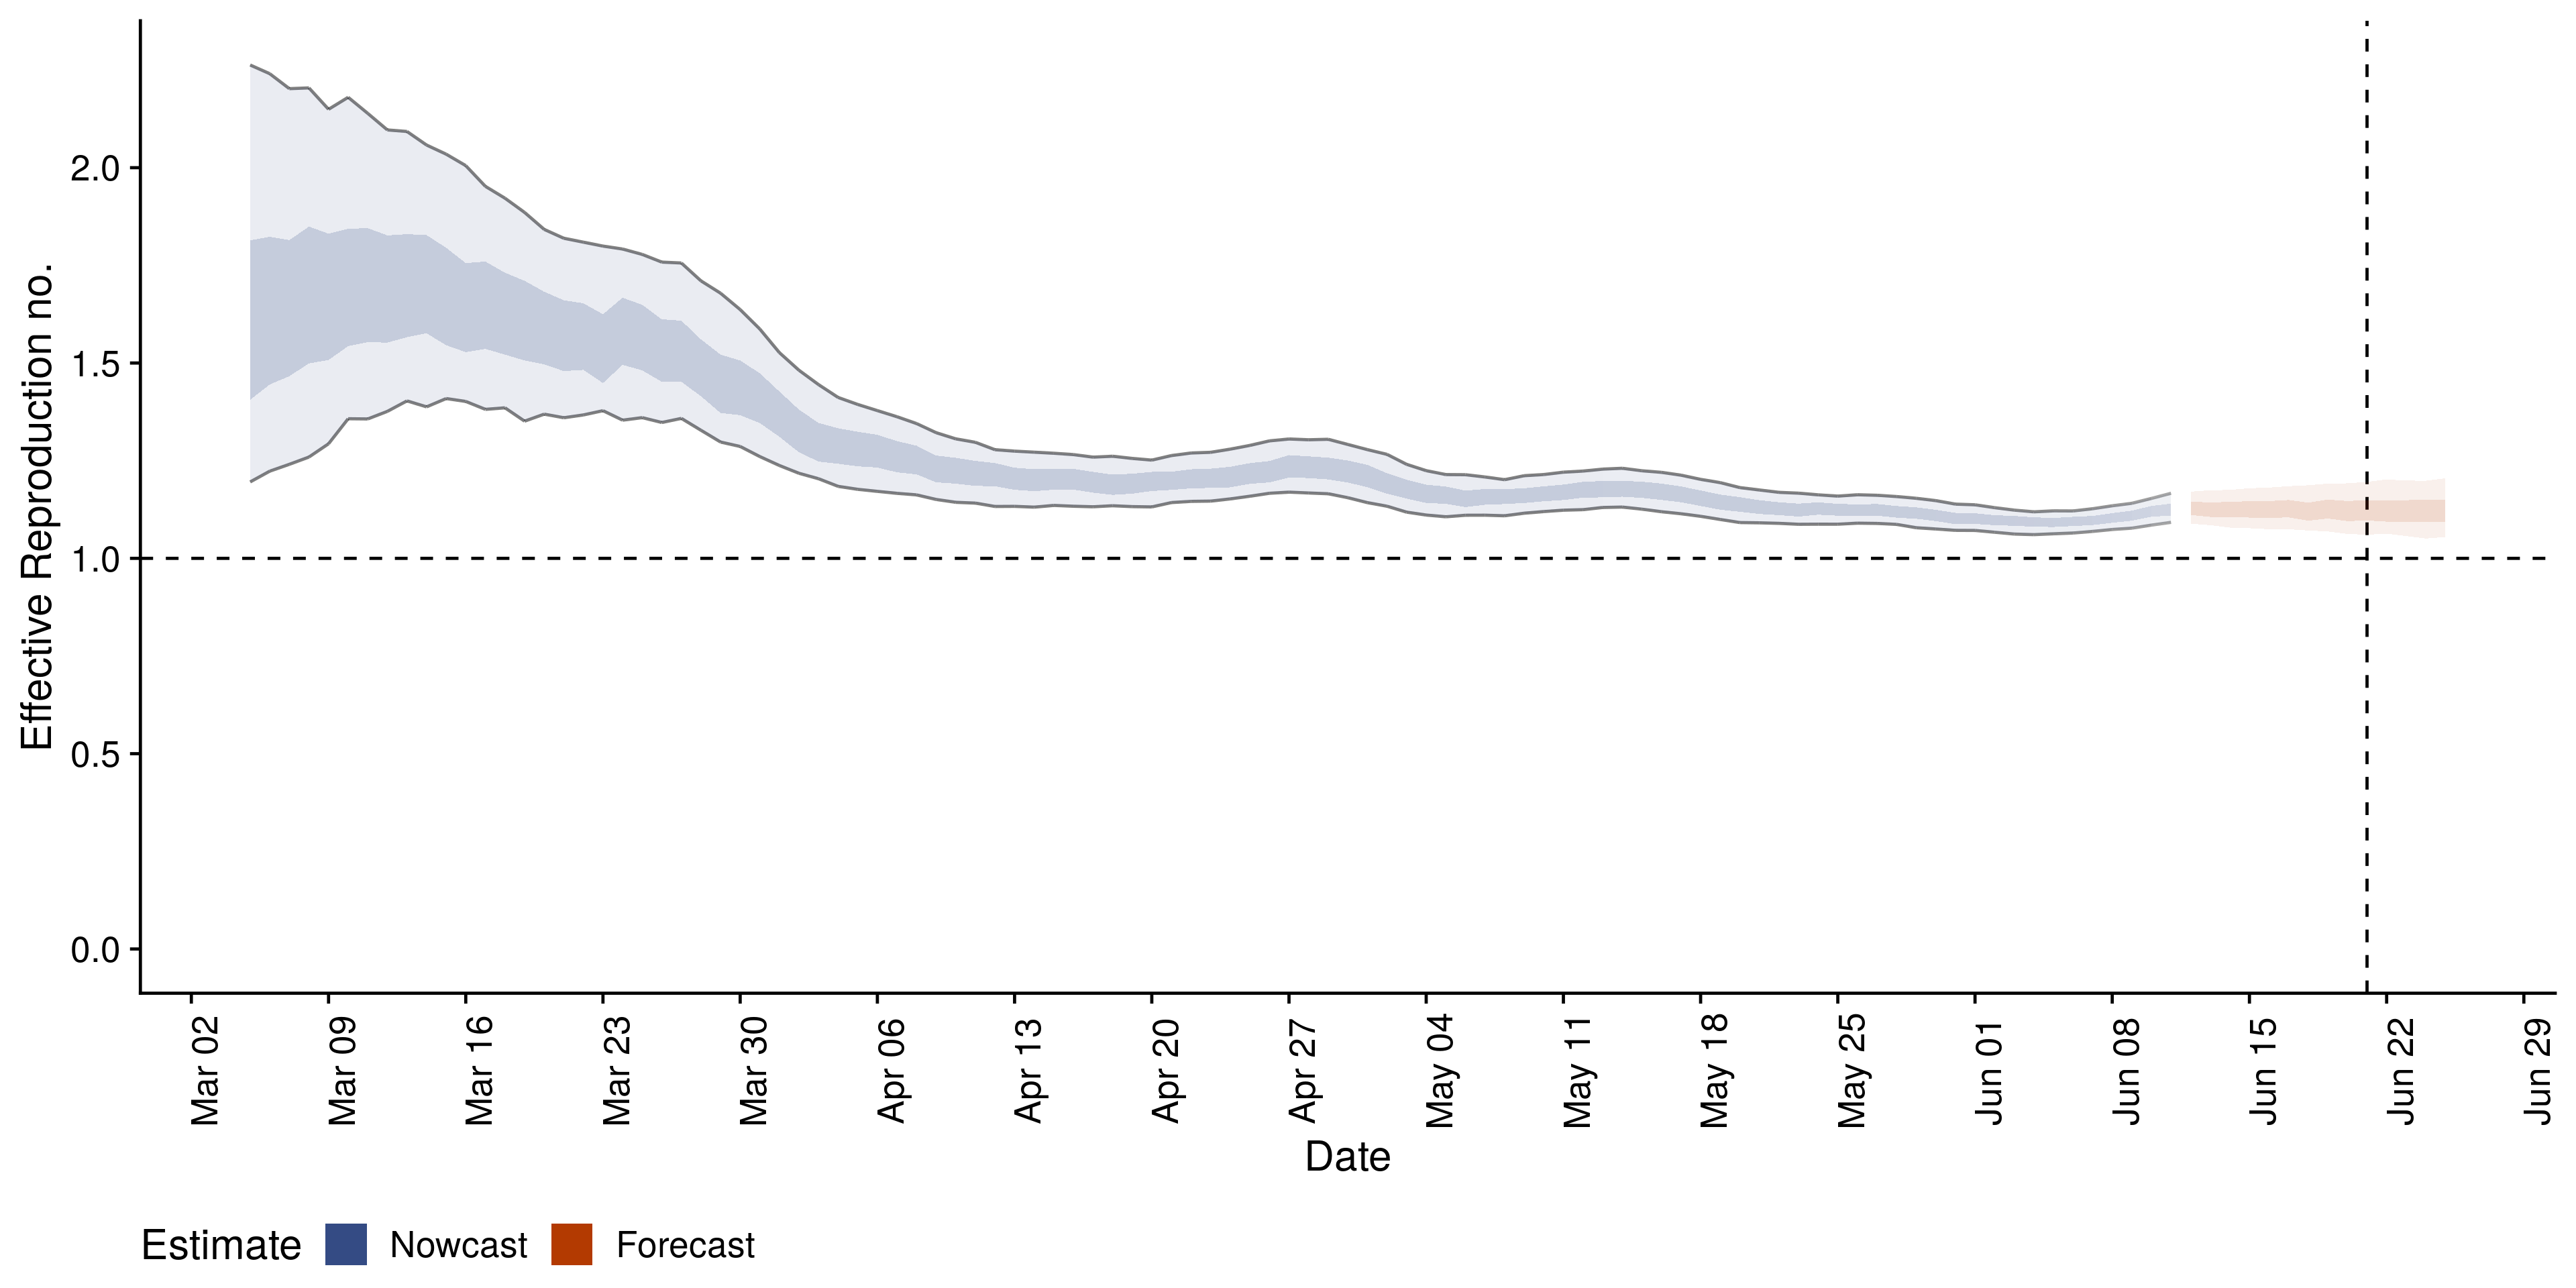 Effective Reproduction no.
2.0
1.5
1.0
0.5
0.0
Mar 02
Mar 09
Mar 16
Mar 23
Mar 30
Apr 06
Apr 13
Apr 20
Apr 27
May 04
May 11
May 18
May 25
Jun 01
Jun 08
Jun 15
Jun 22
Jun 29
Date
Estimate Nowcast Forecast